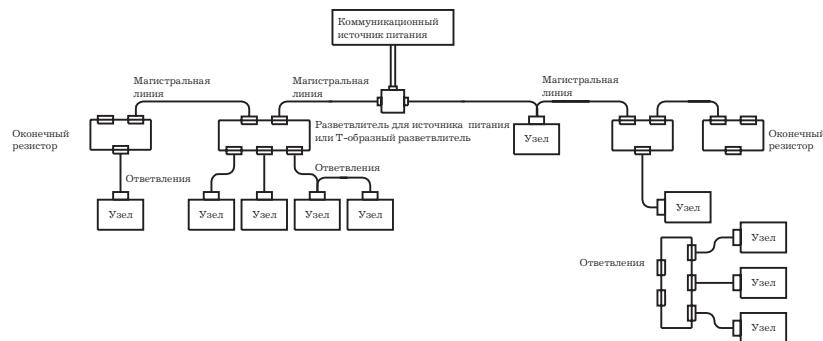 Коммуникационный
источник питания
Магистральная
линия
Магистральная
линия
Магистральная
линия
Оконечный
резистор
Разветвлитель для источника питания
или Т-образный разветвлитель
Узел
Оконечный
резистор
Ответвления
Ответвления
Узел
Узел
Узел
Узел
Узел
Узел
Узел
Ответвления
Узел
Узел